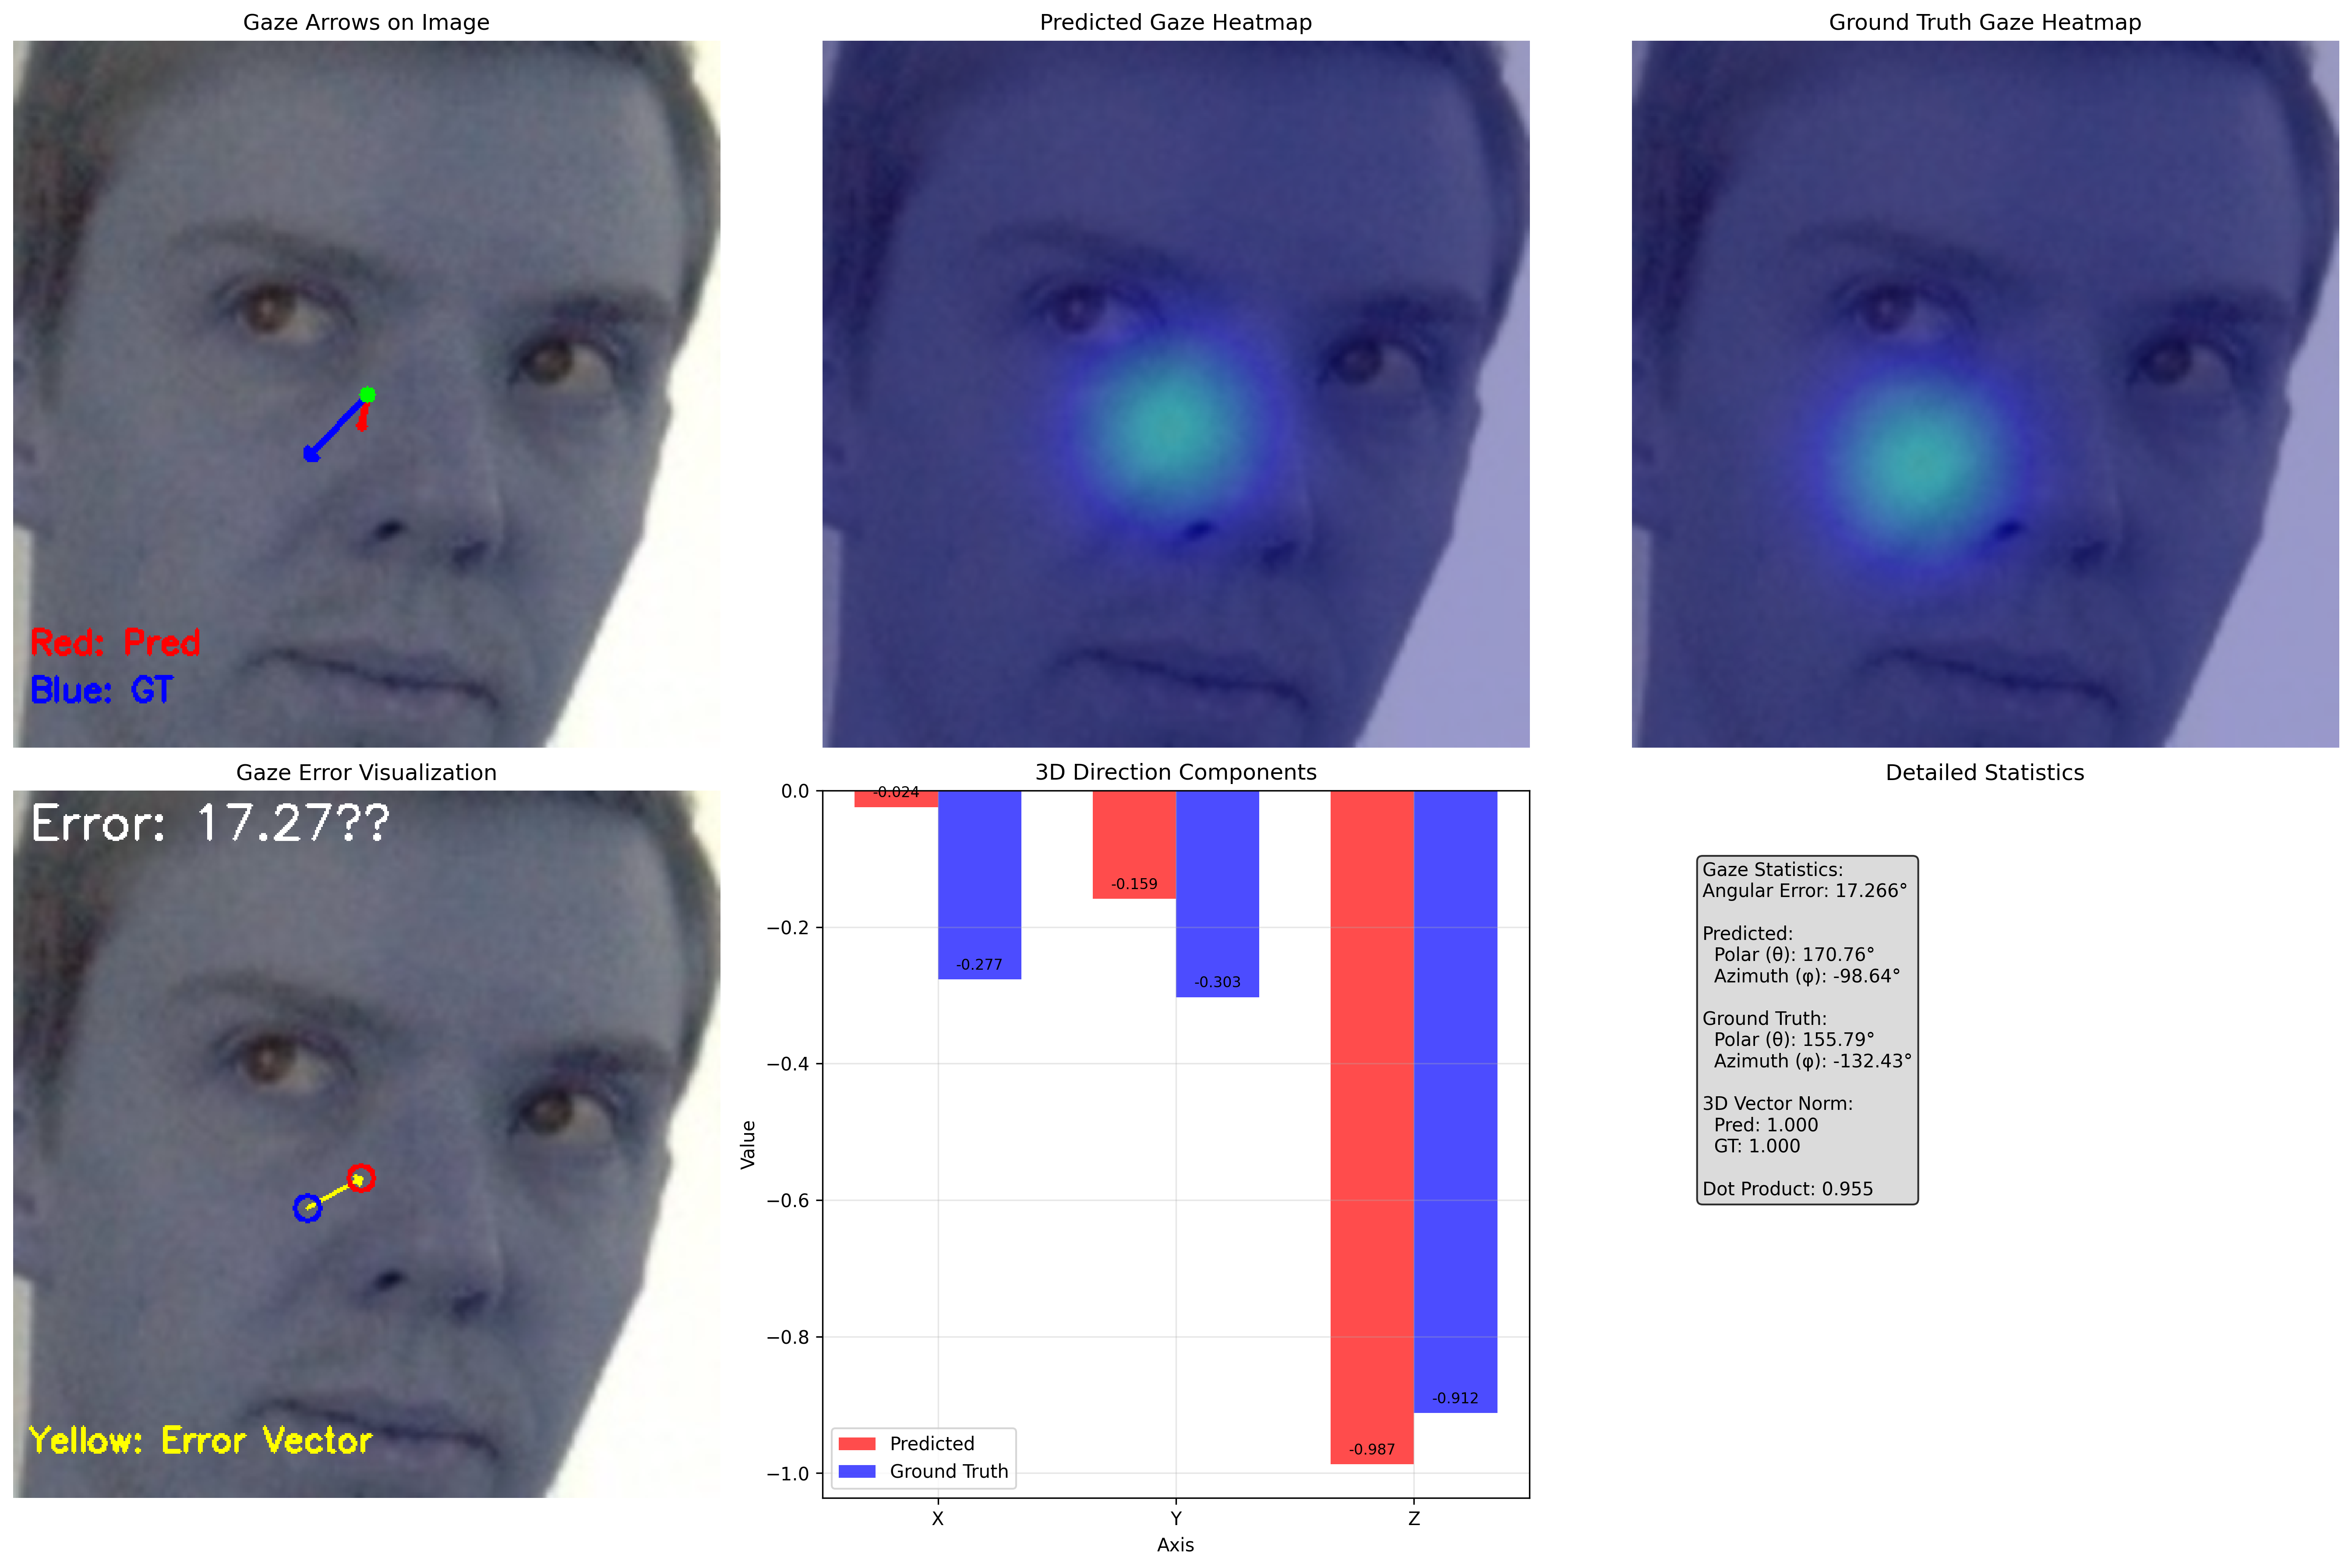 Gaze Arrows on Image
Red: Pred
Blue: GT
Predicted Gaze Heatmap
Ground Truth Gaze Heatmap
Gaze Error Visualization
Error: 17.27??
Yellow: Error Vector
3D Direction Components
Value
0.0
−0.2
−0.4
−0.6
−0.8
−1.0
-0.024
-0.277
-0.159
-0.303
-0.987
-0.912
Predicted
Ground Truth
X
Y
Z
Axis
Detailed Statistics
Gaze Statistics:
Angular Error: 17.266°
Predicted:
Polar (θ): 170.76°
Azimuth (φ): -98.64°
Ground Truth:
Polar (θ): 155.79°
Azimuth (φ): -132.43°
3D Vector Norm:
Pred: 1.000
GT: 1.000
Dot Product: 0.955